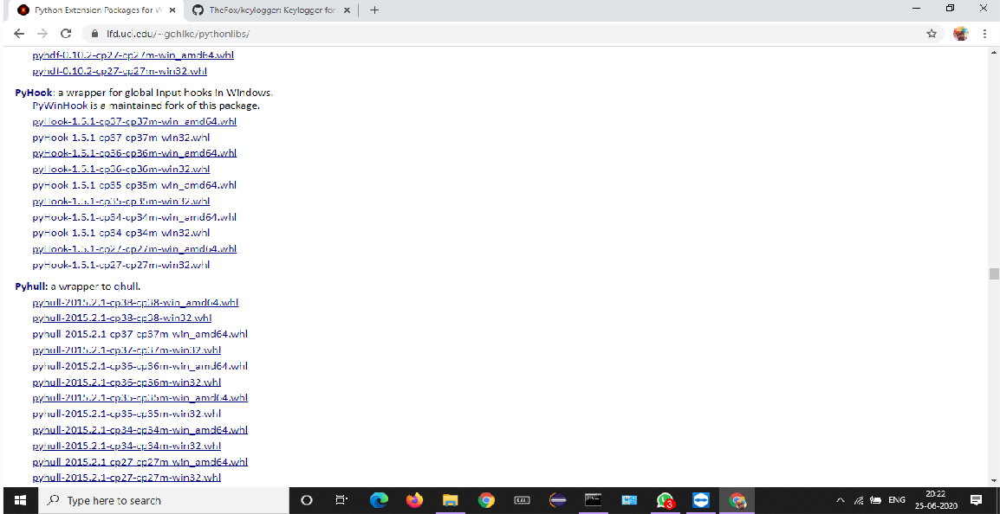 Python Extension Packages for W
TheFox/keylogger: Keylogger for
lfd.uci.edu/~gohlke/pythonlibs/
pyhdf-0.10.2-cp27-cp27m-win_amd64.whl
pyhdf-0.10.2-cp27-cp27m-win32.whl
PyHook: a wrapper for global input hooks in Windows.
PyWinHook is a maintained fork of this package.
pyHook-1.5.1-cp37-cp37m-win_amd64.whl
pyHook-1.5.1-cp37-cp37m-win32.whl
pyHook-1.5.1-cp36-cp36m-win_amd64.whl
pyHook-1.5.1-cp36-cp36m-win32.whl
pyHook-1.5.1-cp35-cp35m-win_amd64.whl
pyHook-1.5.1-cp35-cp35m-win32.whl
pyHook-1.5.1-cp34-cp34m-win_amd64.whl
pyHook-1.5.1-cp34-cp34m-win32.whl
pyHook-1.5.1-cp27-cp27m-win_amd64.whl
pyHook-1.5.1-cp27-cp27m-win32.whl
Pyhull: a wrapper to qhull.
pyhull-2015.2.1-cp38-cp38-win_amd64.whl
pyhull-2015.2.1-cp38-cp38-win32.whl
pyhull-2015.2.1-cp37-cp37m-win_amd64.whl
pyhull-2015.2.1-cp37-cp37m-win32.whl
pyhull-2015.2.1-cp36-cp36m-win_amd64.whl
pyhull-2015.2.1-cp36-cp36m-win32.whl
pyhull-2015.2.1-cp35-cp35m-win_amd64.whl
pyhull-2015.2.1-cp35-cp35m-win32.whl
pyhull-2015.2.1-cp34-cp34m-win_amd64.whl
pyhull-2015.2.1-cp34-cp34m-win32.whl
pyhull-2015.2.1-cp27-cp27m-win_amd64.whl
pyhull-2015.2.1-cp27-cp27m-win32.whl
Type here to search
3
ENG
20:22
25-06-2020